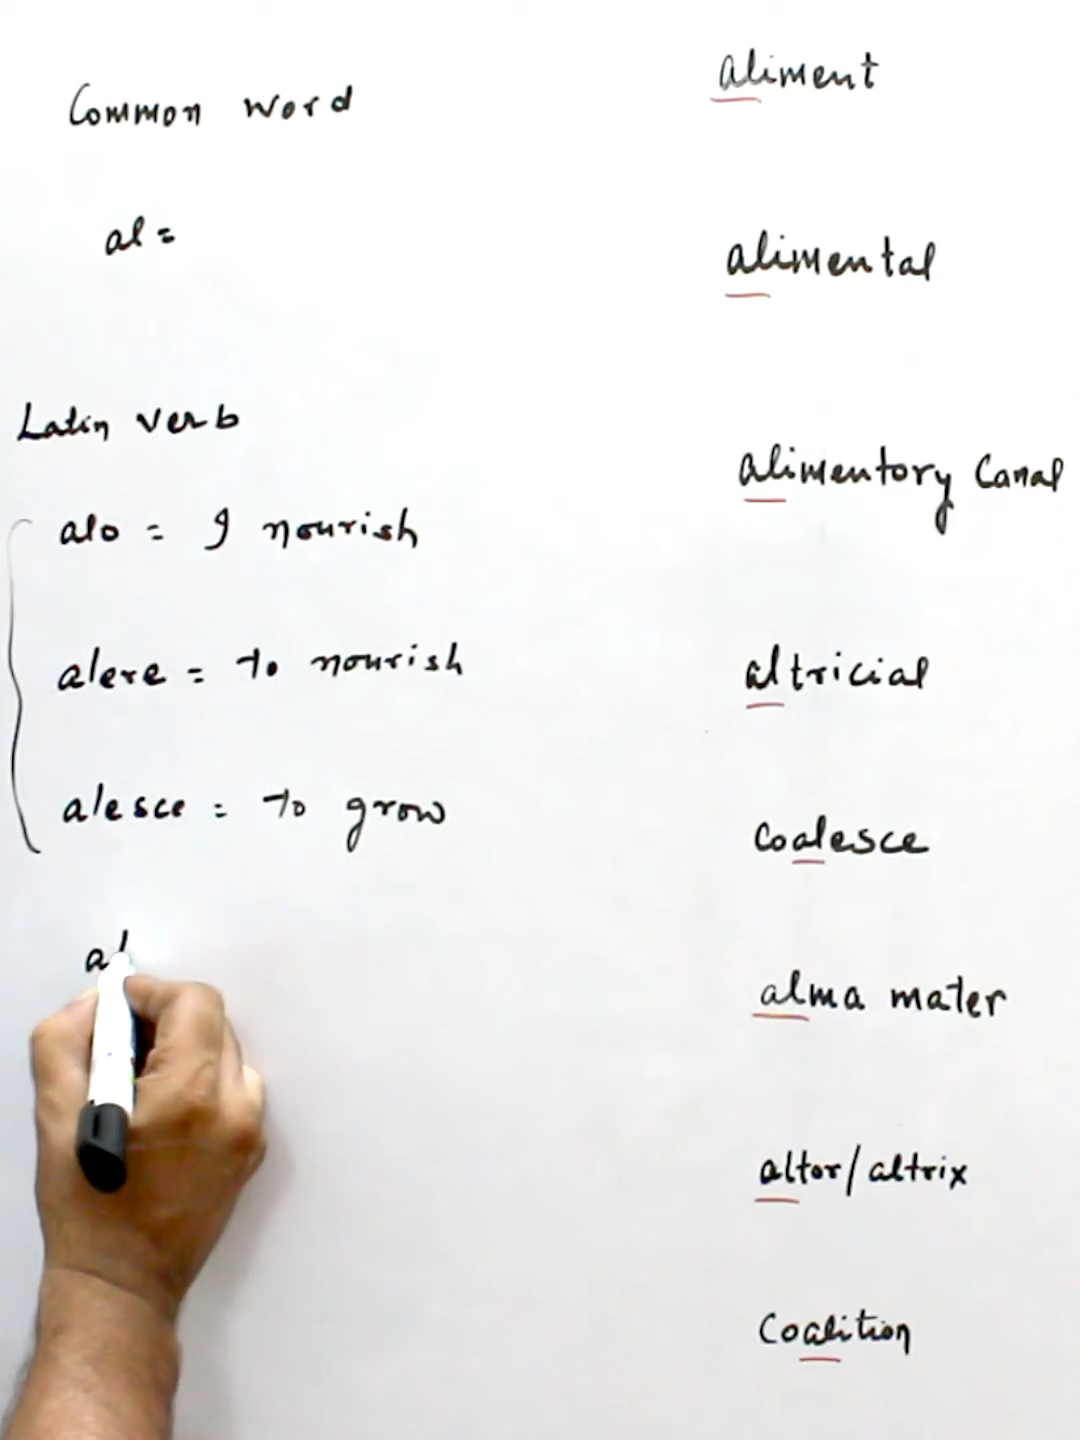 Common word
al =
Latin verb
alo = I nourish
alere = to nourish
alesce = to grow
al
aliment
alimental
alimentory Canal
altricial
Coalesce
alma mater
altor/altrix
Coalition